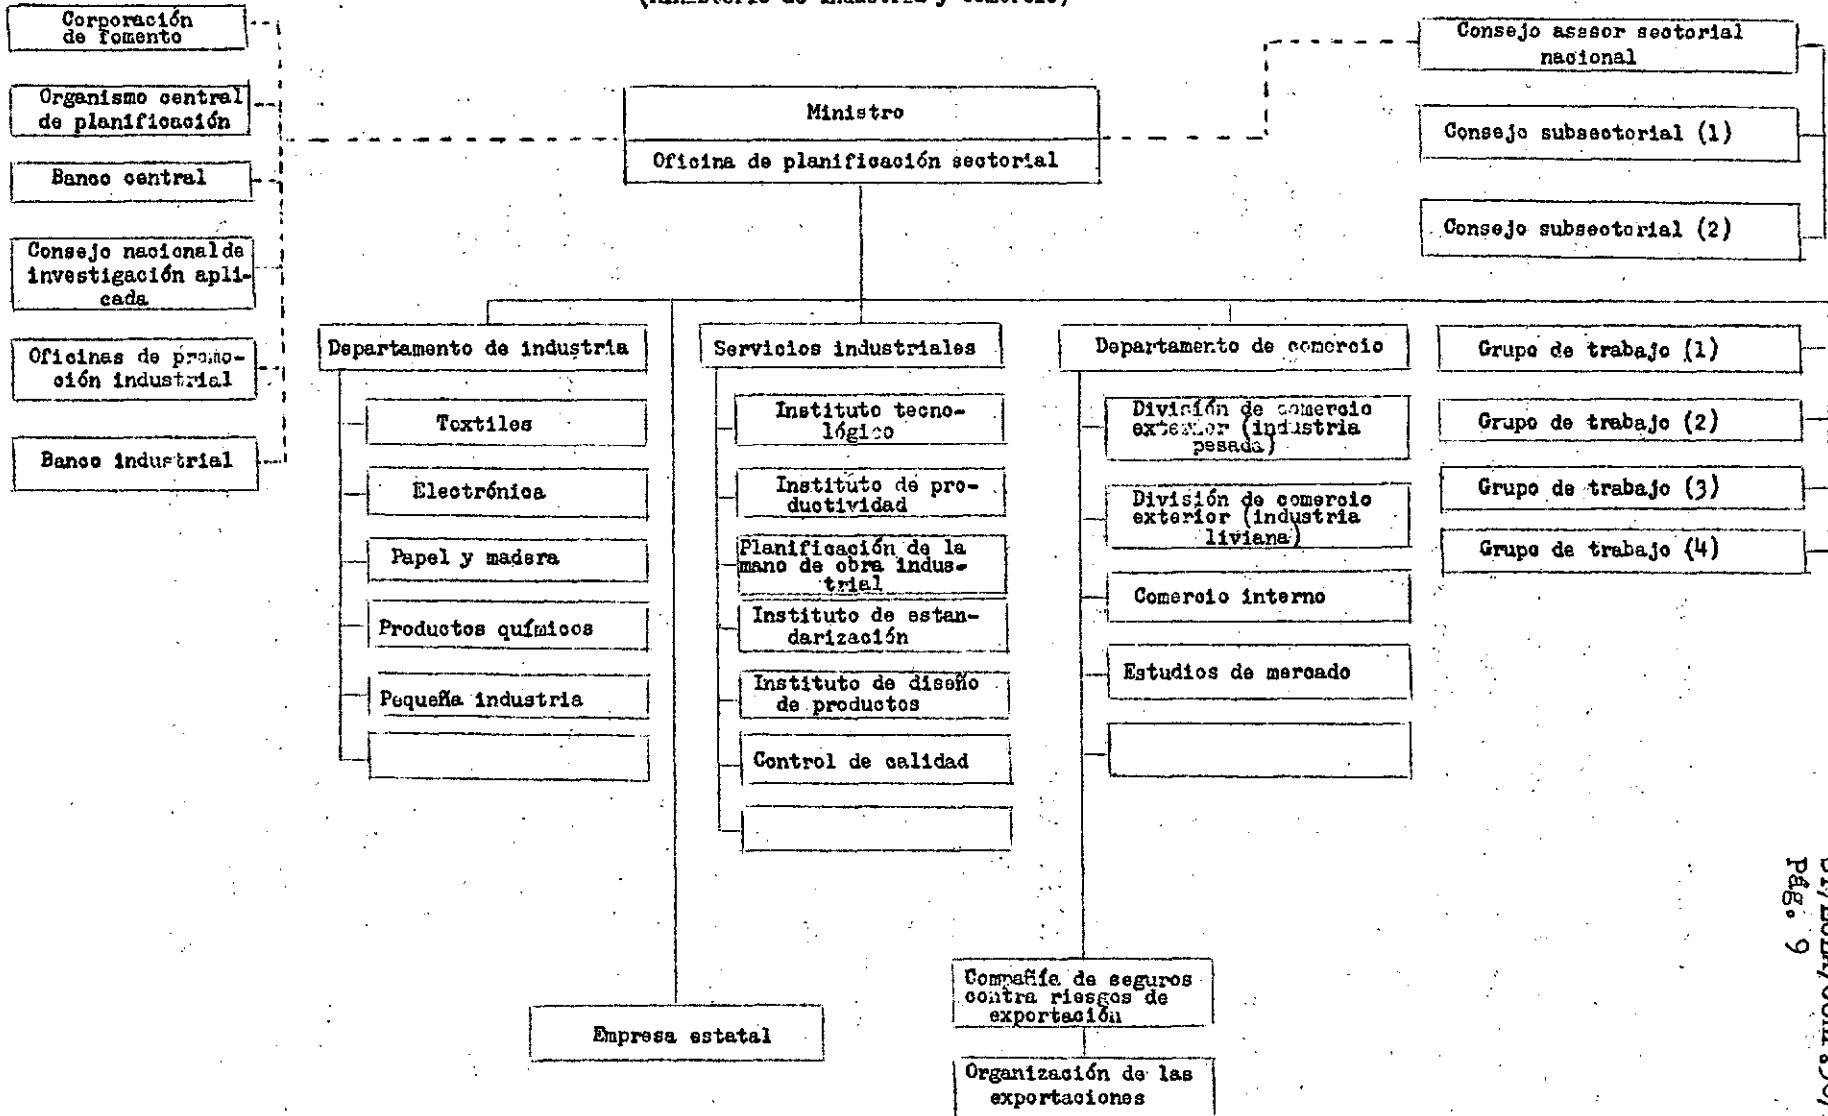 (Ministerio de industria y comercio)
Corporación
de fomento
Organismo central
de planificación
Banco central
Consejo nacional de
investigación apli-
cada
Oficinas de promo-
ción industrial
Banco industrial
Ministro
Oficina de planificación sectorial
Consejo asesor sectorial
nacional
Consejo subsectorial (1)
Consejo subsectorial (2)
Departamento de industria
Textiles
Electrónica
Papel y madera
Productos químicos
Pequeña industria
Servicios industriales
Instituto tecno-
lógico
Instituto de pro-
ductividad
Planificación de la
mano de obra indus-
trial
Instituto de estan-
darización
Instituto de diseño
de productos
Control de calidad
Departamento de comercio
División de comercio
exterior (industria
pesada)
División de comercio
exterior (industria
liviana)
Comercio interno
Estudios de mercado
Grupo de trabajo (1)
Grupo de trabajo (2)
Grupo de trabajo (3)
Grupo de trabajo (4)
Empresa estatal
Compañía de seguros
contra riesgos de
exportación
Organización de las
exportaciones
Pág. 9